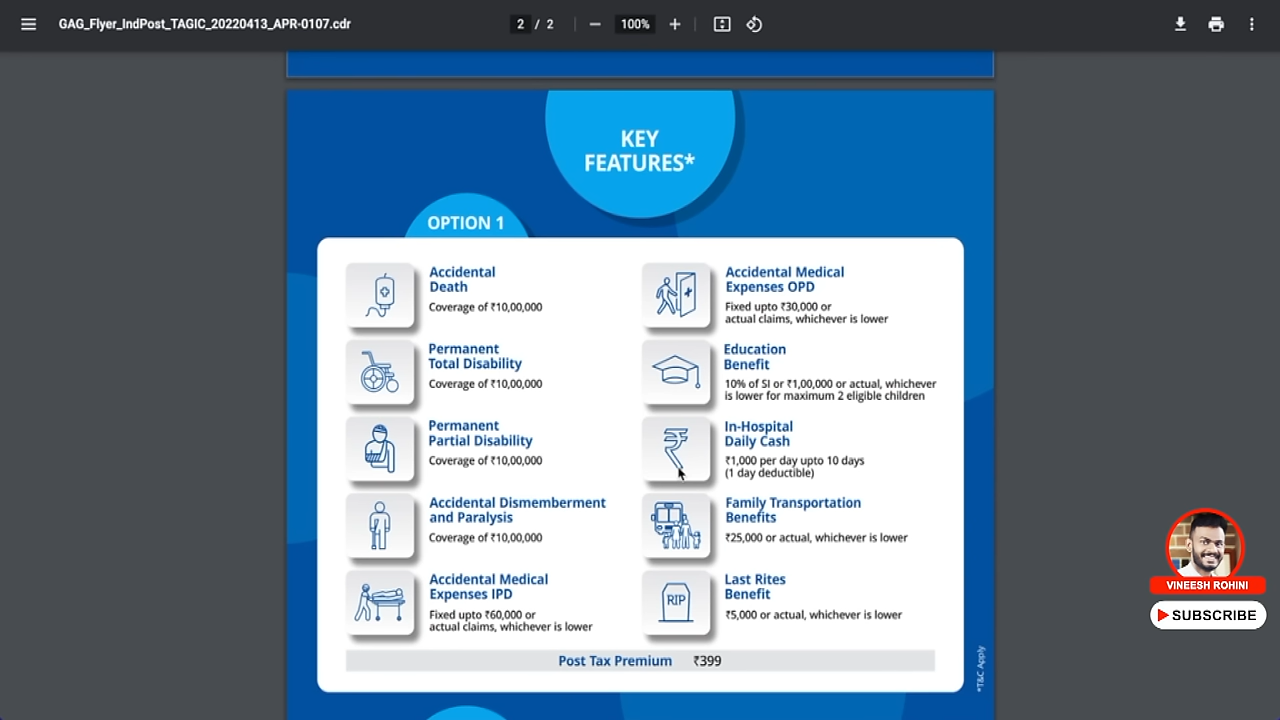 GAG_Flyer_IndPost_TAGIC_20220413_APR-0107.cdr
2 / 2
100%
KEY
FEATURES*
OPTION 1
Accidental
Death
Coverage of ₹10,00,000
Permanent
Total Disability
Coverage of ₹10,00,000
Permanent
Partial Disability
Coverage of ₹10,00,000
Accidental Dismemberment
and Paralysis
Coverage of ₹10,00,000
Accidental Medical
Expenses IPD
Fixed upto ₹60,000 or
actual claims, whichever is lower
Accidental Medical
Expenses OPD
Fixed upto ₹30,000 or
actual claims, whichever is lower
Education
Benefit
10% of SI or ₹1,00,000 or actual, whichever
is lower for maximum 2 eligible children
In-Hospital
Daily Cash
₹1,000 per day upto 10 days
(1 day deductible)
Family Transportation
Benefits
₹25,000 or actual, whichever is lower
RIP
Last Rites
Benefit
₹5,000 or actual, whichever is lower
Post Tax Premium ₹399
*T&C Apply
VINEESH ROHINI
SUBSCRIBE